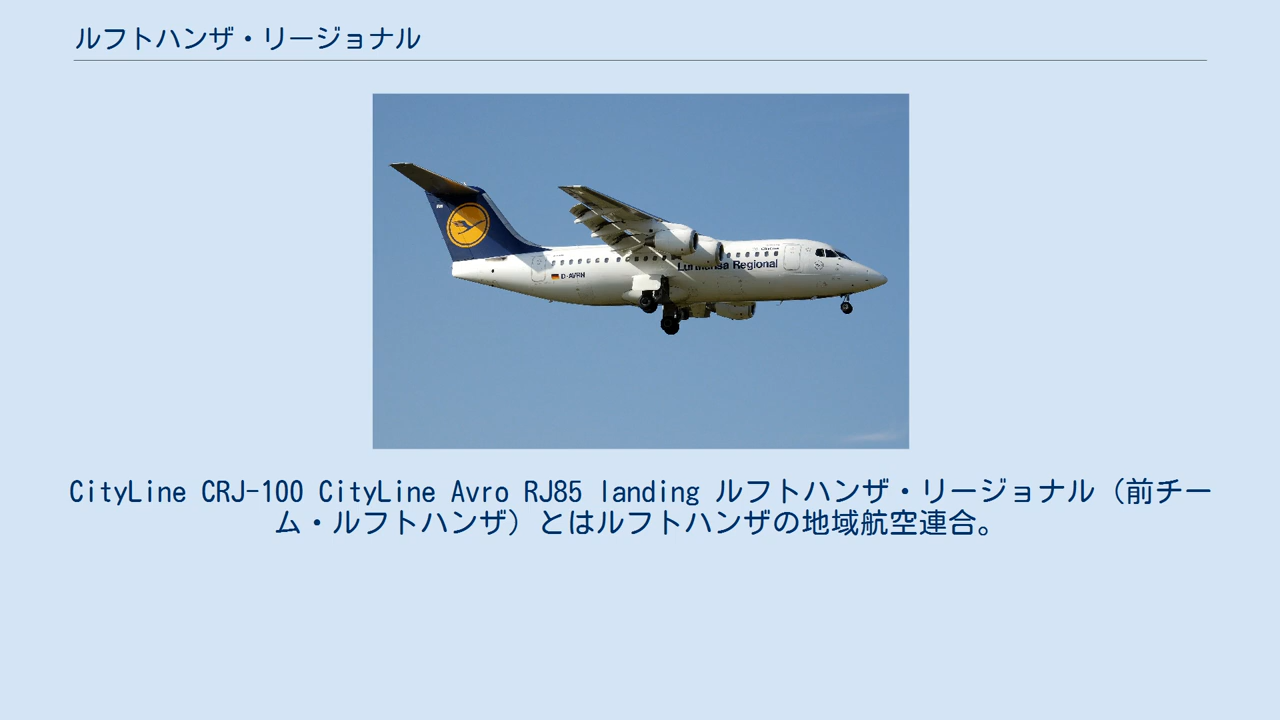 ルフトハンザ・リージョナル
Lufthansa Regional
D-AVRN
CityLine CRJ-100 CityLine Avro RJ85 landing ルフトハンザ・リージョナル（前チー
ム・ルフトハンザ）とはルフトハンザの地域航空連合。